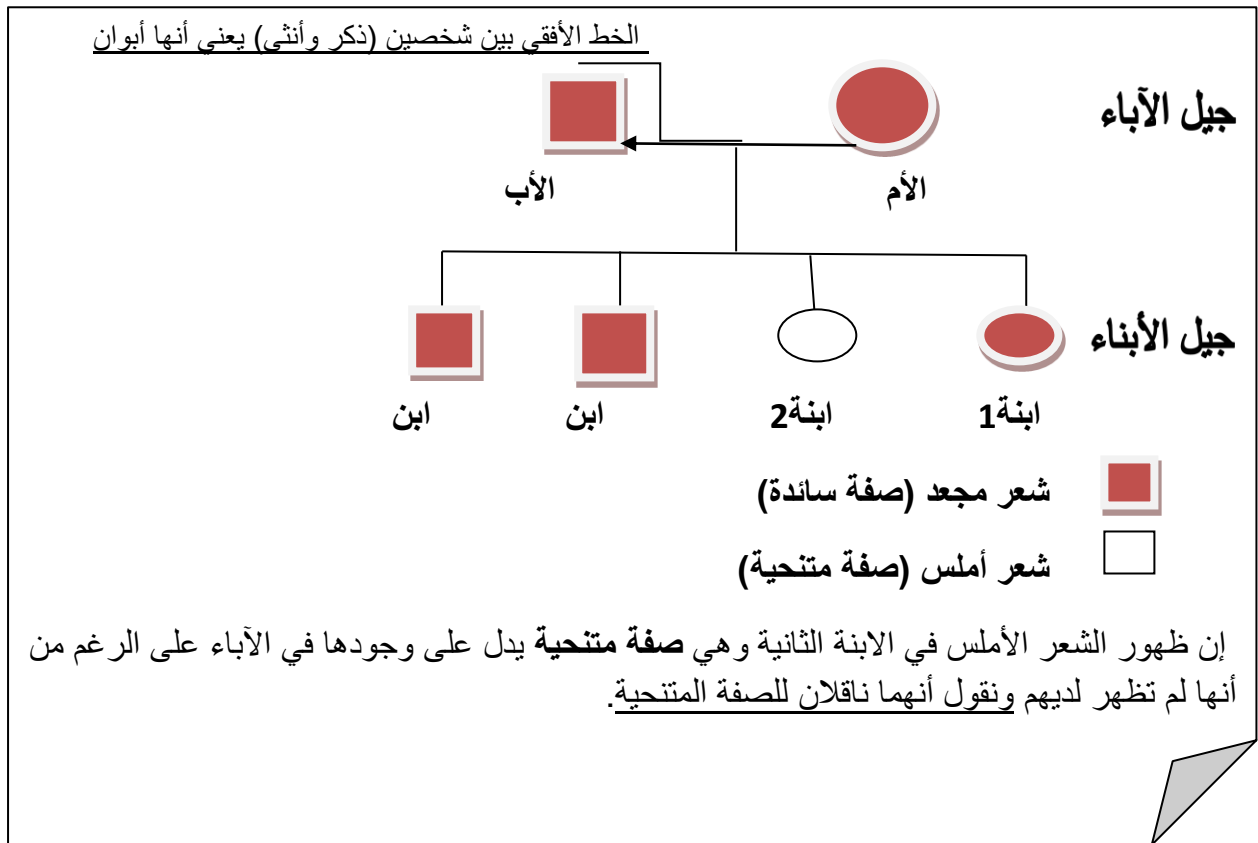 الخط الأفقي بين شخصين (ذكر وأنثى) يعني أنها أبوان
جيل الآباء
الأم
الأب
جيل الأبناء
ابنة1
ابنة2
ابن
ابن
شعر مجعد (صفة سائدة)
شعر أملس (صفة متنحية)
إن ظهور الشعر الأملس في الابنة الثانية وهي صفة متنحية يدل على وجودها في الآباء على الرغم من
أنها لم تظهر لديهم ونقول أنهما ناقلان للصفة المتنحية.